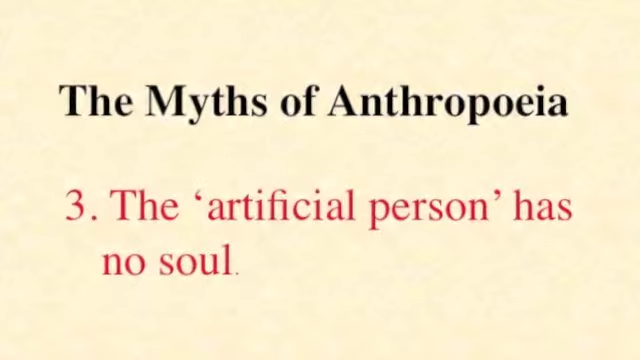 The Myths of Anthropoeia
3. The ‘artificial person’ has
no soul.